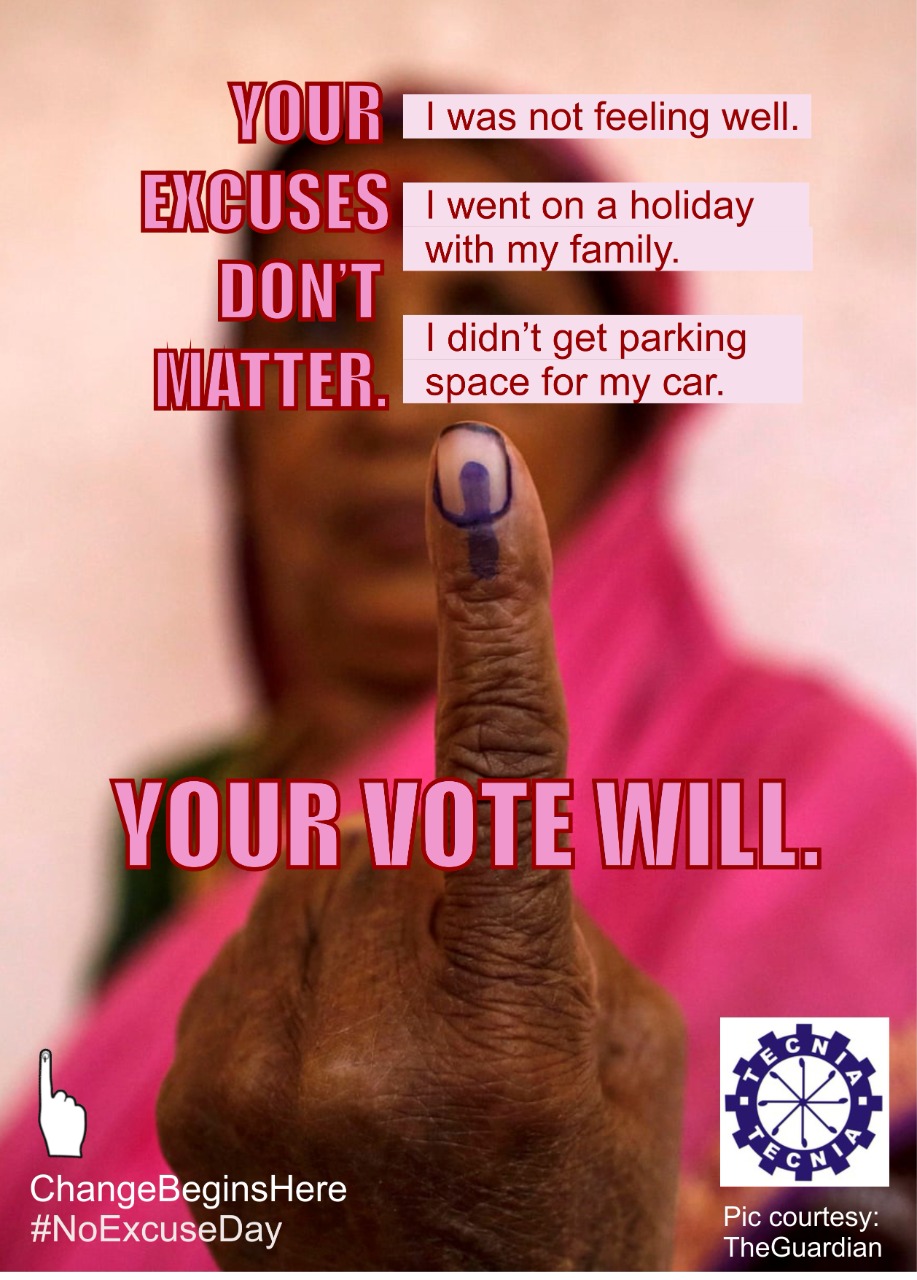 YOUR
EXCUSES
DON'T
MATTER.
I was not feeling well.
I went on a holiday
with my family.
I didn't get parking
space for my car.
YOUR VOTE WILL.
ChangeBeginsHere
#NoExcuseDay
TECNIA
TECNIA
Pic courtesy:
TheGuardian